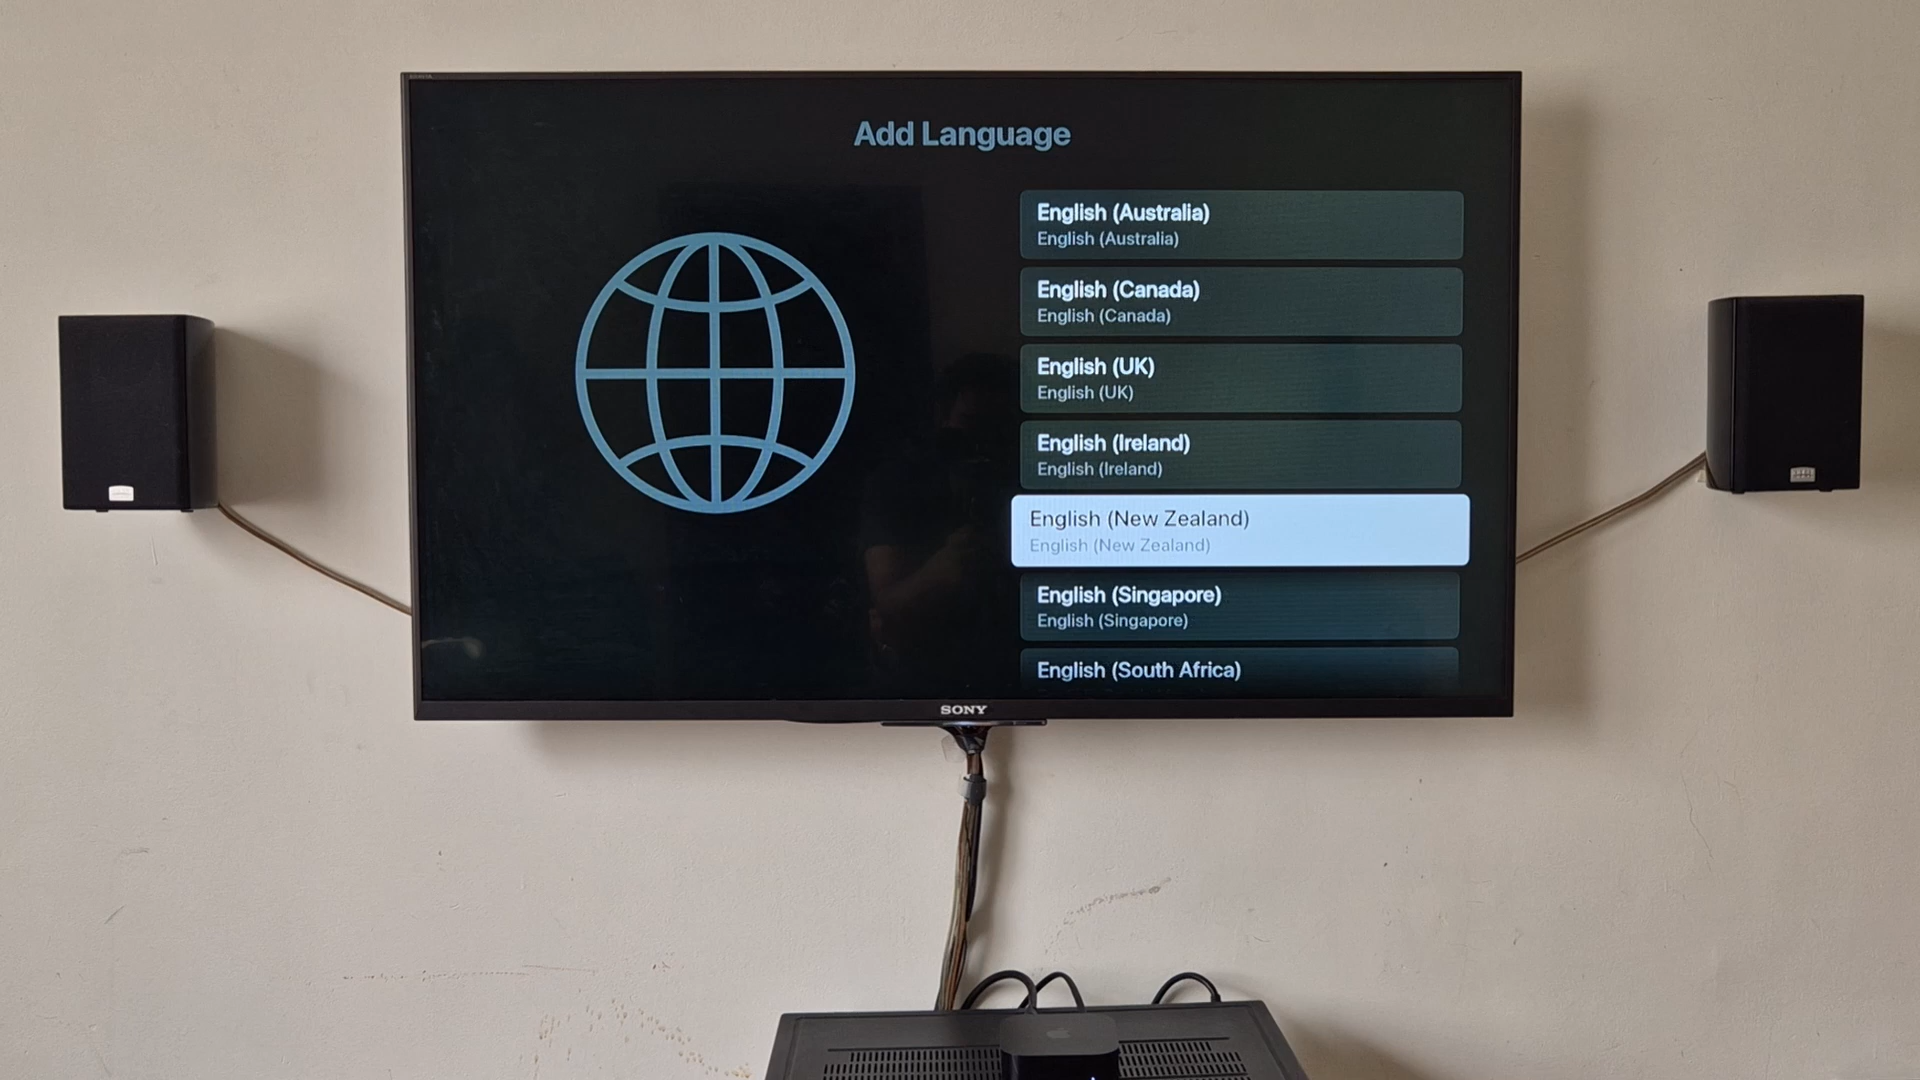 Add Language
English (Australia)
English (Australia)
English (Canada)
English (Canada)
English (UK)
English (UK)
English (Ireland)
English (Ireland)
English (New Zealand)
English (New Zealand)
English (Singapore)
English (Singapore)
English (South Africa)
SONY